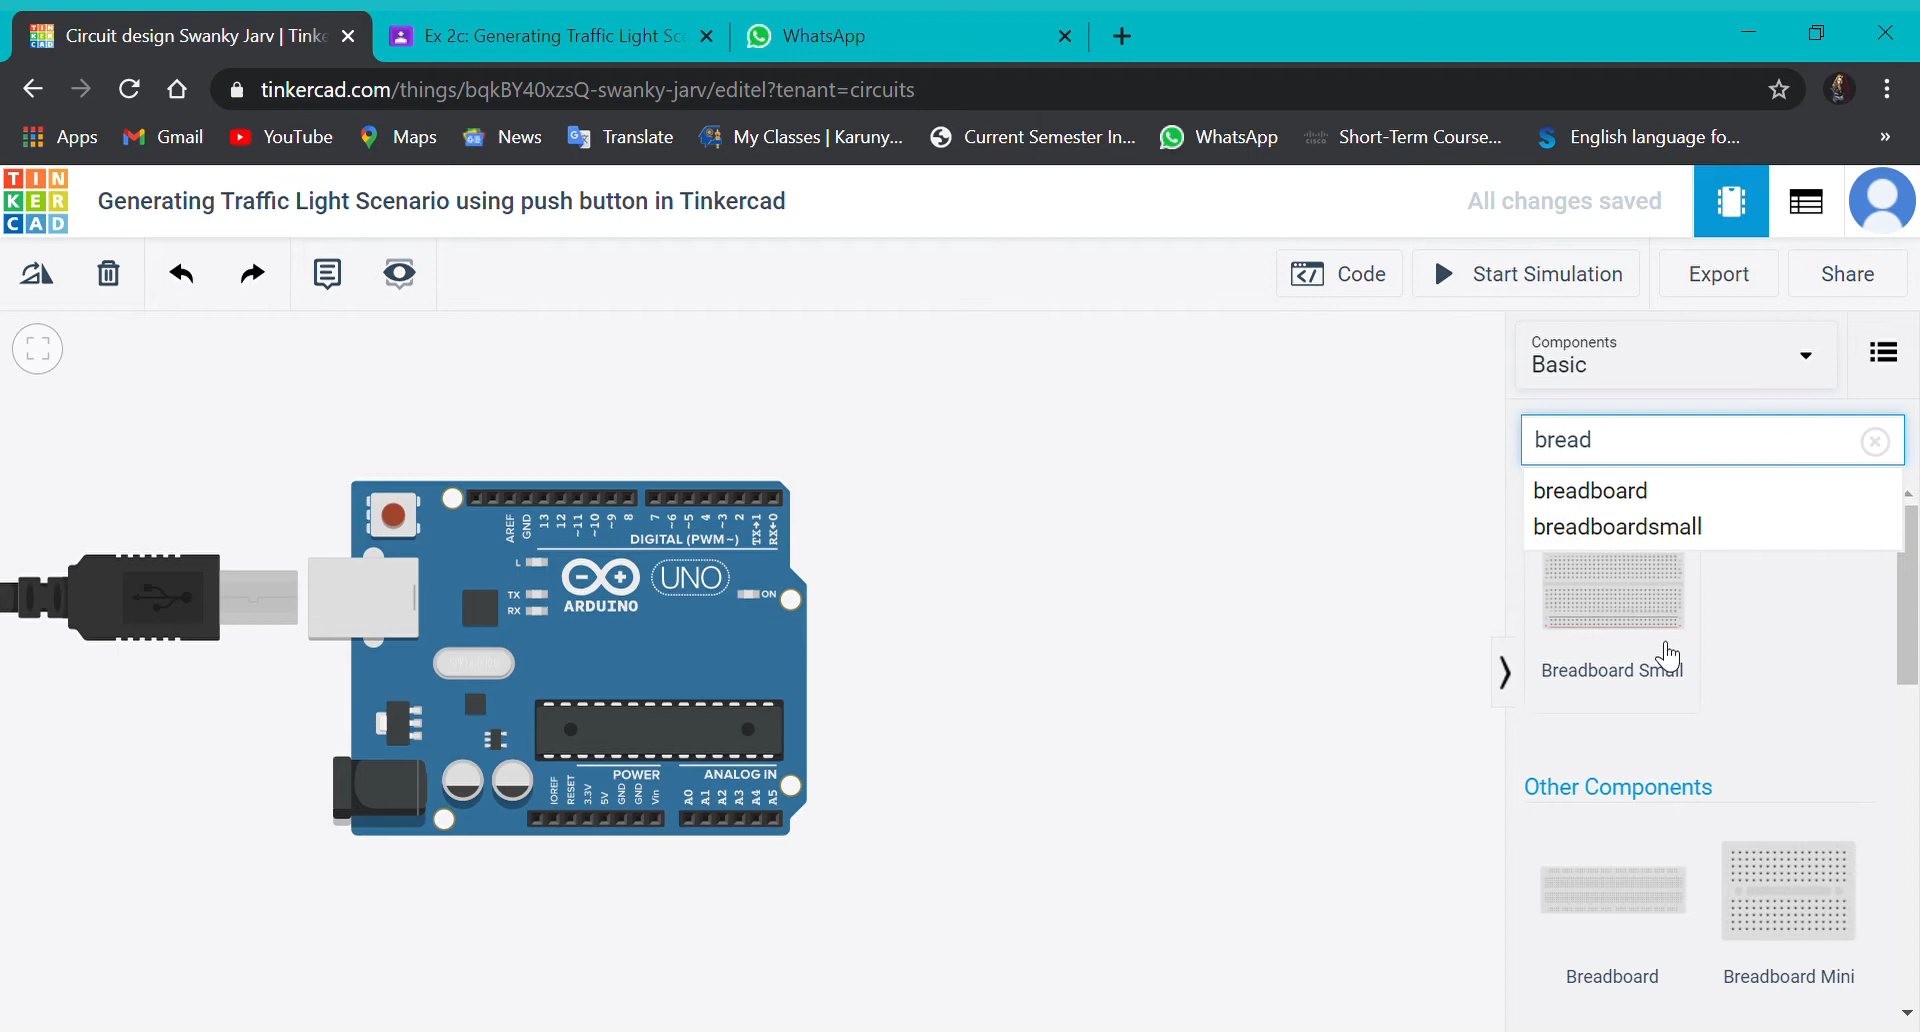 Circuit design Swanky Jarv | Tinke
Ex 2c: Generating Traffic Light Sc
WhatsApp
tinkercad.com/things/bqkBY40xzsQ-swanky-jarv/editel?tenant=circuits
Apps
Gmail
YouTube
Maps
News
Translate
My Classes | Karuny...
Current Semester In...
WhatsApp
Short-Term Course...
English language fo...
»
TIN
KER
CAD
Generating Traffic Light Scenario using push button in Tinkercad
All changes saved
Code
Start Simulation
Export
Share
Components
Basic
bread
breadboard
breadboardsmall
Breadboard Small
Other Components
Breadboard
Breadboard Mini
AREF
GND
13
12
~11
~10
~9
8
7
~6
~5
4
~3
2
TX→1
RX←0
DIGITAL (PWM~)
L
TX
RX
ARDUINO
UNO
ON
POWER
ANALOG IN
IOREF
RESET
3.3V
5V
GND
GND
Vin
A0
A1
A2
A3
A4
A5